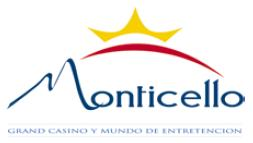 Monticello
GRAND CASINO Y MUNDO DE ENTRETENCION